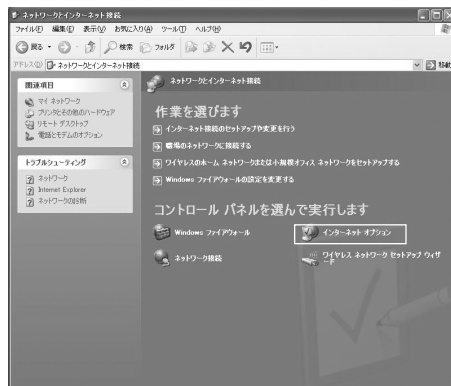 ネットワークとインターネット接続
ファイル(F) 編集(E) 表示(V) お気に入り(A) ツール(T) ヘルプ(H)
戻る 検索 フォルダ
アドレス(D) ネットワークとインターネット接続 移動
関連項目
マイ ネットワーク
プリンタとその他のハードウェア
リモート デスクトップ
電話とモデムのオプション
トラブルシューティング
ネットワーク
Internet Explorer
ネットワークの診断
ネットワークとインターネット接続
作業を選びます
インターネット接続のセットアップや変更を行う
職場のネットワークに接続する
ワイヤレスのホーム ネットワークまたは小規模オフィス ネットワークをセットアップする
Windows ファイアウォールの設定を変更する
コントロール パネルを選んで実行します
Windows ファイアウォール
インターネット オプション
ネットワーク接続
ワイヤレス ネットワーク セットアップ ウィザード